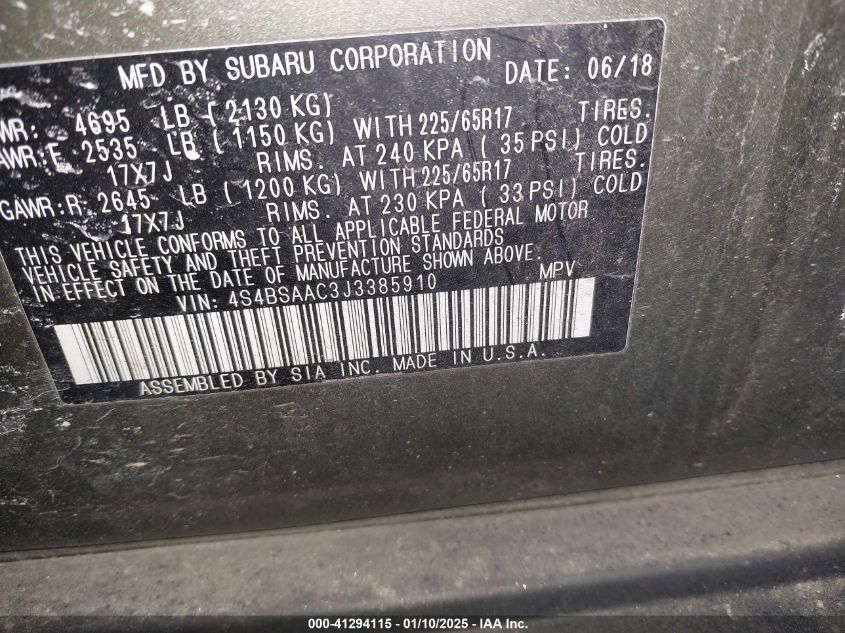 MFD BY SUBARU CORPORATION DATE: 06/18
WR: 4695 LB ( 2130 KG)
AWR:F 2535 LB ( 1150 KG) WITH 225/65R17 TIRES.
17X7J RIMS. AT 240 KPA ( 35 PSI) COLD
GAWR:R 2645 LB ( 1200 KG) WITH 225/65R17 TIRES.
17X7J RIMS. AT 230 KPA ( 33 PSI) COLD
THIS VEHICLE CONFORMS TO ALL APPLICABLE FEDERAL MOTOR
VEHICLE SAFETY AND THEFT PREVENTION STANDARDS
IN EFFECT ON THE DATE OF MANUFACTURE SHOWN ABOVE.
VIN: 4S4BSAAC3J3385910 MPV
ASSEMBLED BY SIA INC. MADE IN U.S.A.
000-41294115 - 01/10/2025 - IAA Inc.